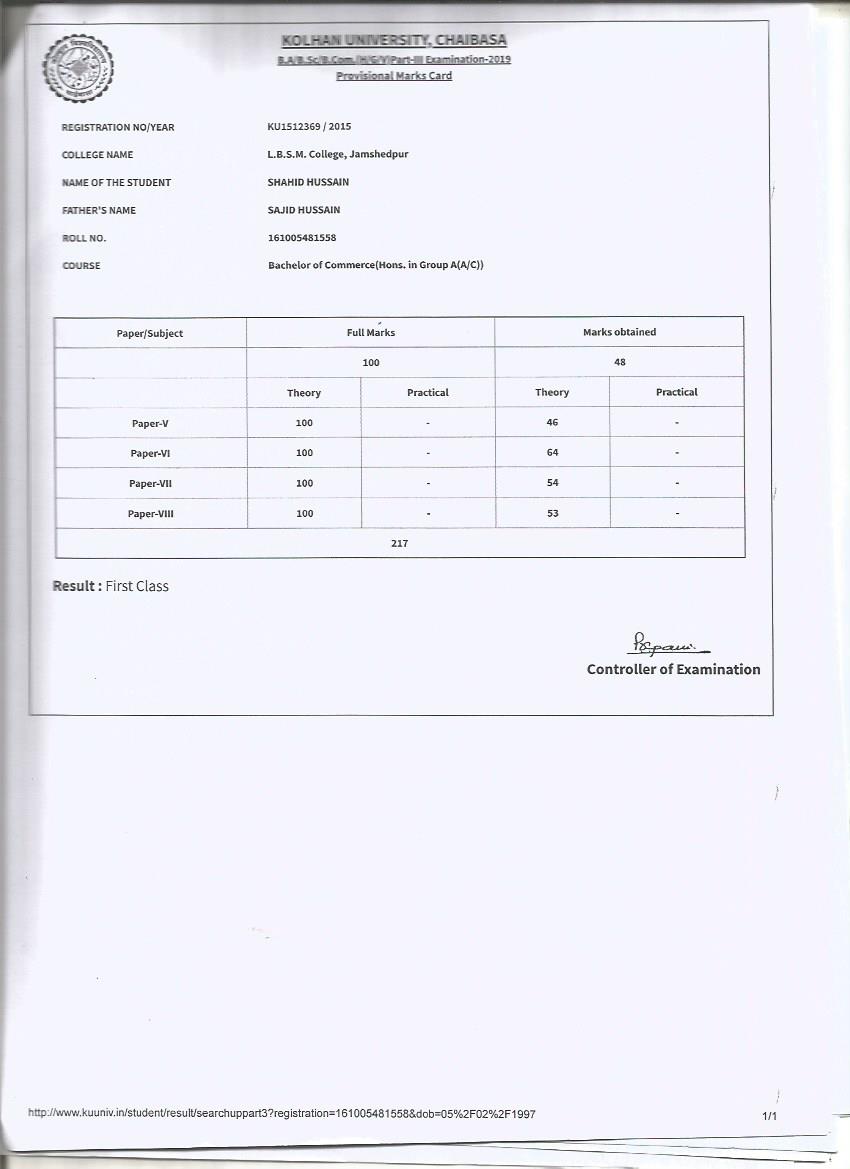 KOLHAN UNIVERSITY, CHAIBASA
B.A/B.Sc/B.Com.(H/G/V)Part-III Examination-2019
Provisional Marks Card
REGISTRATION NO/YEAR KU1512369 / 2015
COLLEGE NAME L.B.S.M. College, Jamshedpur
NAME OF THE STUDENT SHAHID HUSSAIN
FATHER'S NAME SAJID HUSSAIN
ROLL NO. 161005481558
COURSE Bachelor of Commerce(Hons. in Group A(A/C))
Paper/Subject Full Marks Marks obtained
100 48
Theory Practical Theory Practical
Paper-V 100 - 46 -
Paper-VI 100 - 64 -
Paper-VII 100 - 54 -
Paper-VIII 100 - 53 -
217
Result : First Class
Controller of Examination
http://www.kuuniv.in/student/result/searchuppart3?registration=161005481558&dob=05%2F02%2F1997 1/1